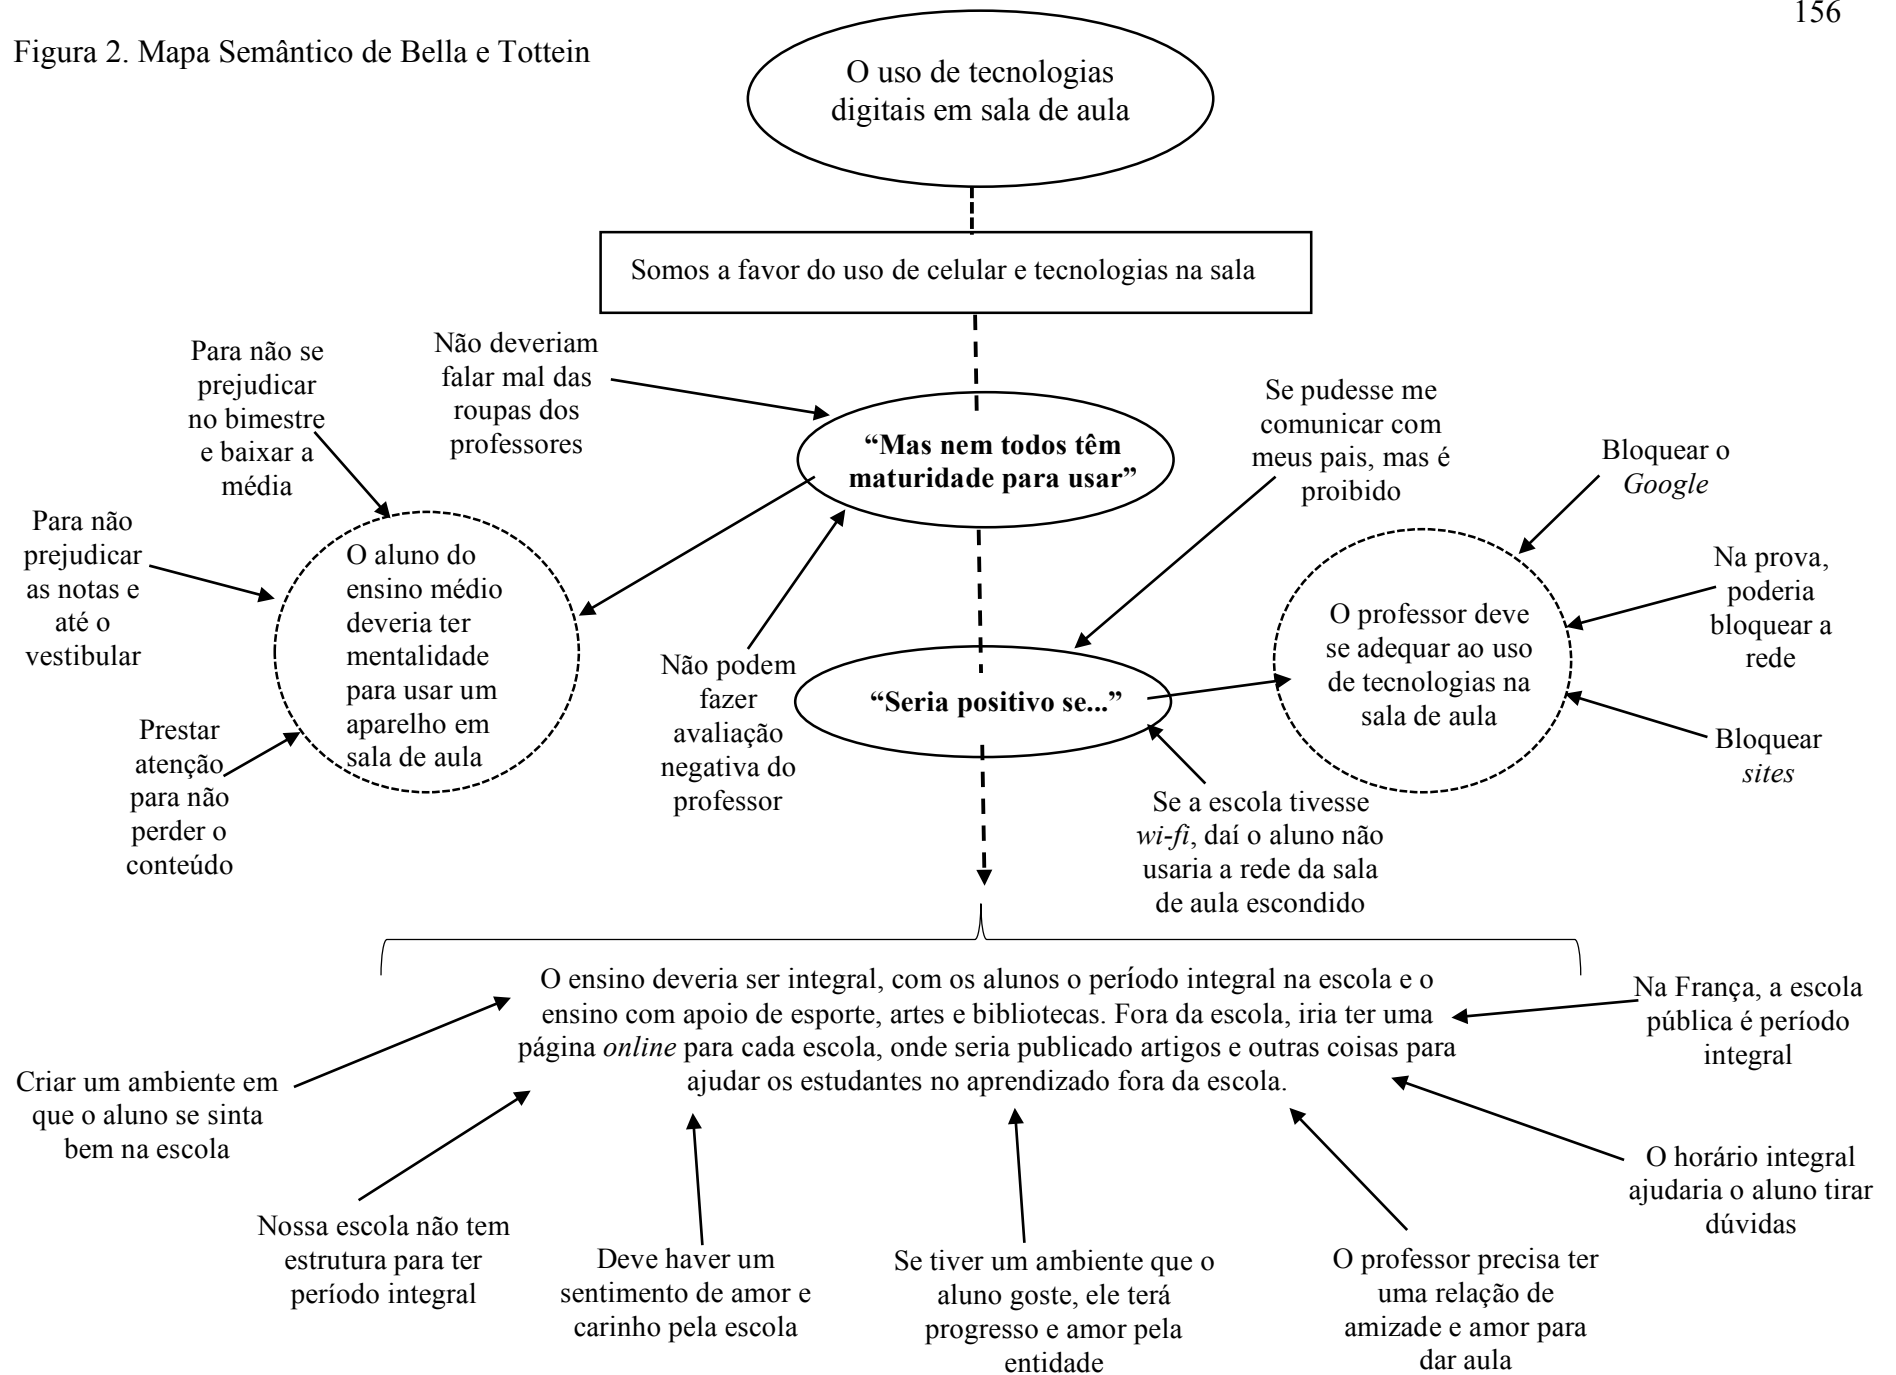 156
Figura 2. Mapa Semântico de Bella e Tottein
O uso de tecnologias
digitais em sala de aula
Somos a favor do uso de celular e tecnologias na sala
Para não se
prejudicar
no bimestre
e baixar a
média
Não deveriam
falar mal das
roupas dos
professores
“Mas nem todos têm
maturidade para usar”
Se pudesse me
comunicar com
meus pais, mas é
proibido
Bloquear o
Google
Para não
prejudicar
as notas e
até o
vestibular
O aluno do
ensino médio
deveria ter
mentalidade
para usar um
aparelho em
sala de aula
Não podem
fazer
avaliação
negativa do
professor
“Seria positivo se...”
O professor deve
se adequar ao uso
de tecnologias na
sala de aula
Na prova,
poderia
bloquear a
rede
Bloquear
sites
Prestar
atenção
para não
perder o
conteúdo
Se a escola tivesse
wi-fi, daí o aluno não
usaria a rede da sala
de aula escondido
O ensino deveria ser integral, com os alunos o período integral na escola e o
ensino com apoio de esporte, artes e bibliotecas. Fora da escola, iria ter uma
página online para cada escola, onde seria publicado artigos e outras coisas para
ajudar os estudantes no aprendizado fora da escola.
Na França, a escola
pública é período
integral
Criar um ambiente em
que o aluno se sinta
bem na escola
O horário integral
ajudaria o aluno tirar
dúvidas
Nossa escola não tem
estrutura para ter
período integral
Deve haver um
sentimento de amor e
carinho pela escola
Se tiver um ambiente que o
aluno goste, ele terá
progresso e amor pela
entidade
O professor precisa ter
uma relação de
amizade e amor para
dar aula